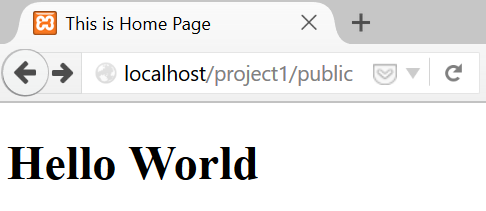 This is Home Page
localhost/project1/public
Hello World